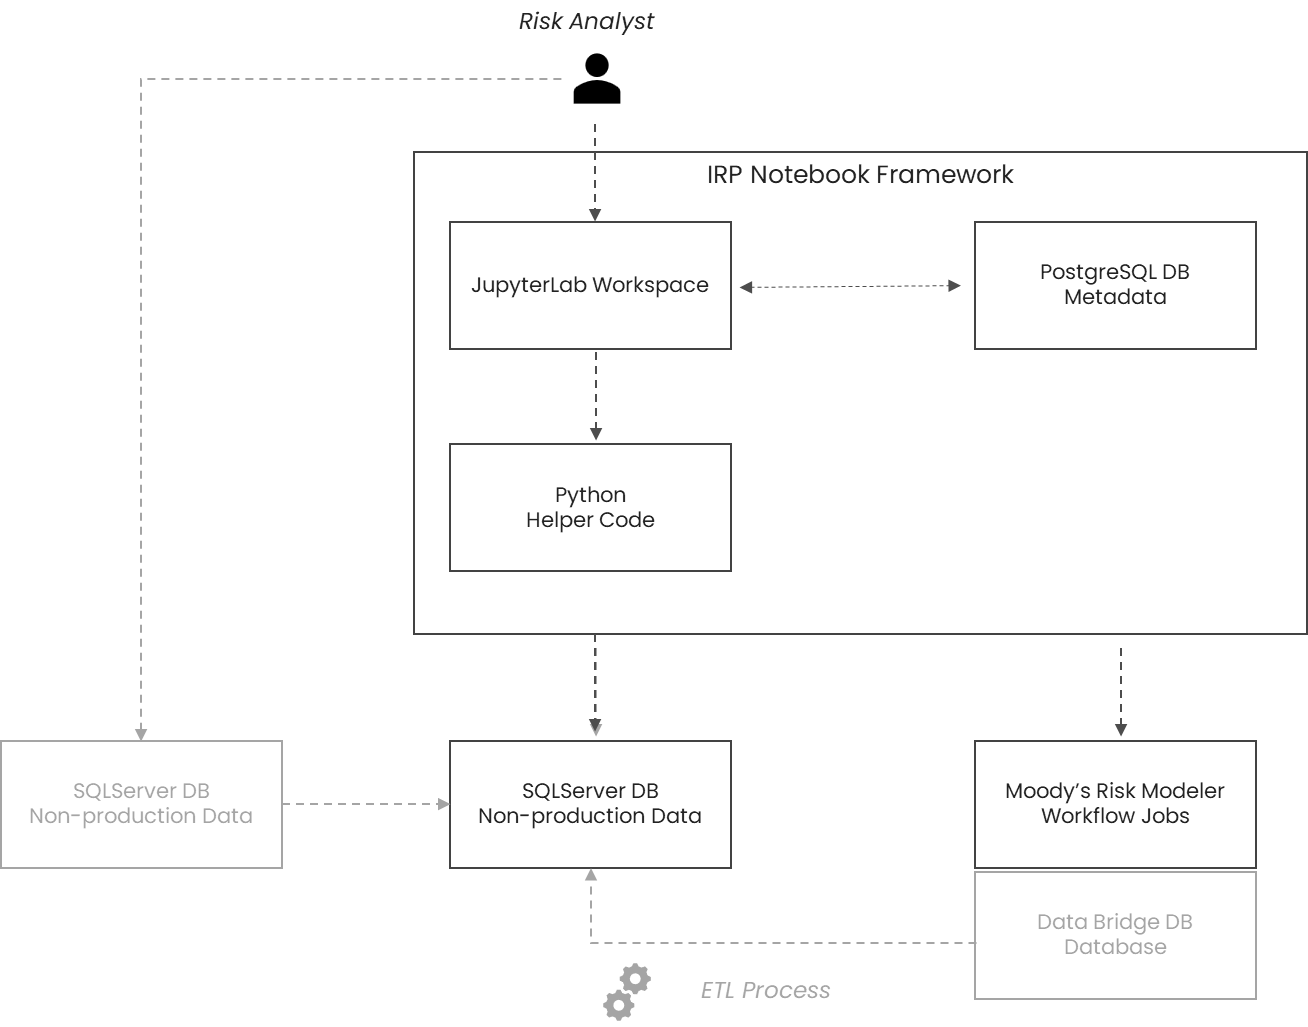 Risk Analyst
IRP Notebook Framework
JupyterLab Workspace
PostgreSQL DB
Metadata
Python
Helper Code
SQLServer DB
Non-production Data
SQLServer DB
Non-production Data
Moody’s Risk Modeler
Workflow Jobs
Data Bridge DB
Database
ETL Process